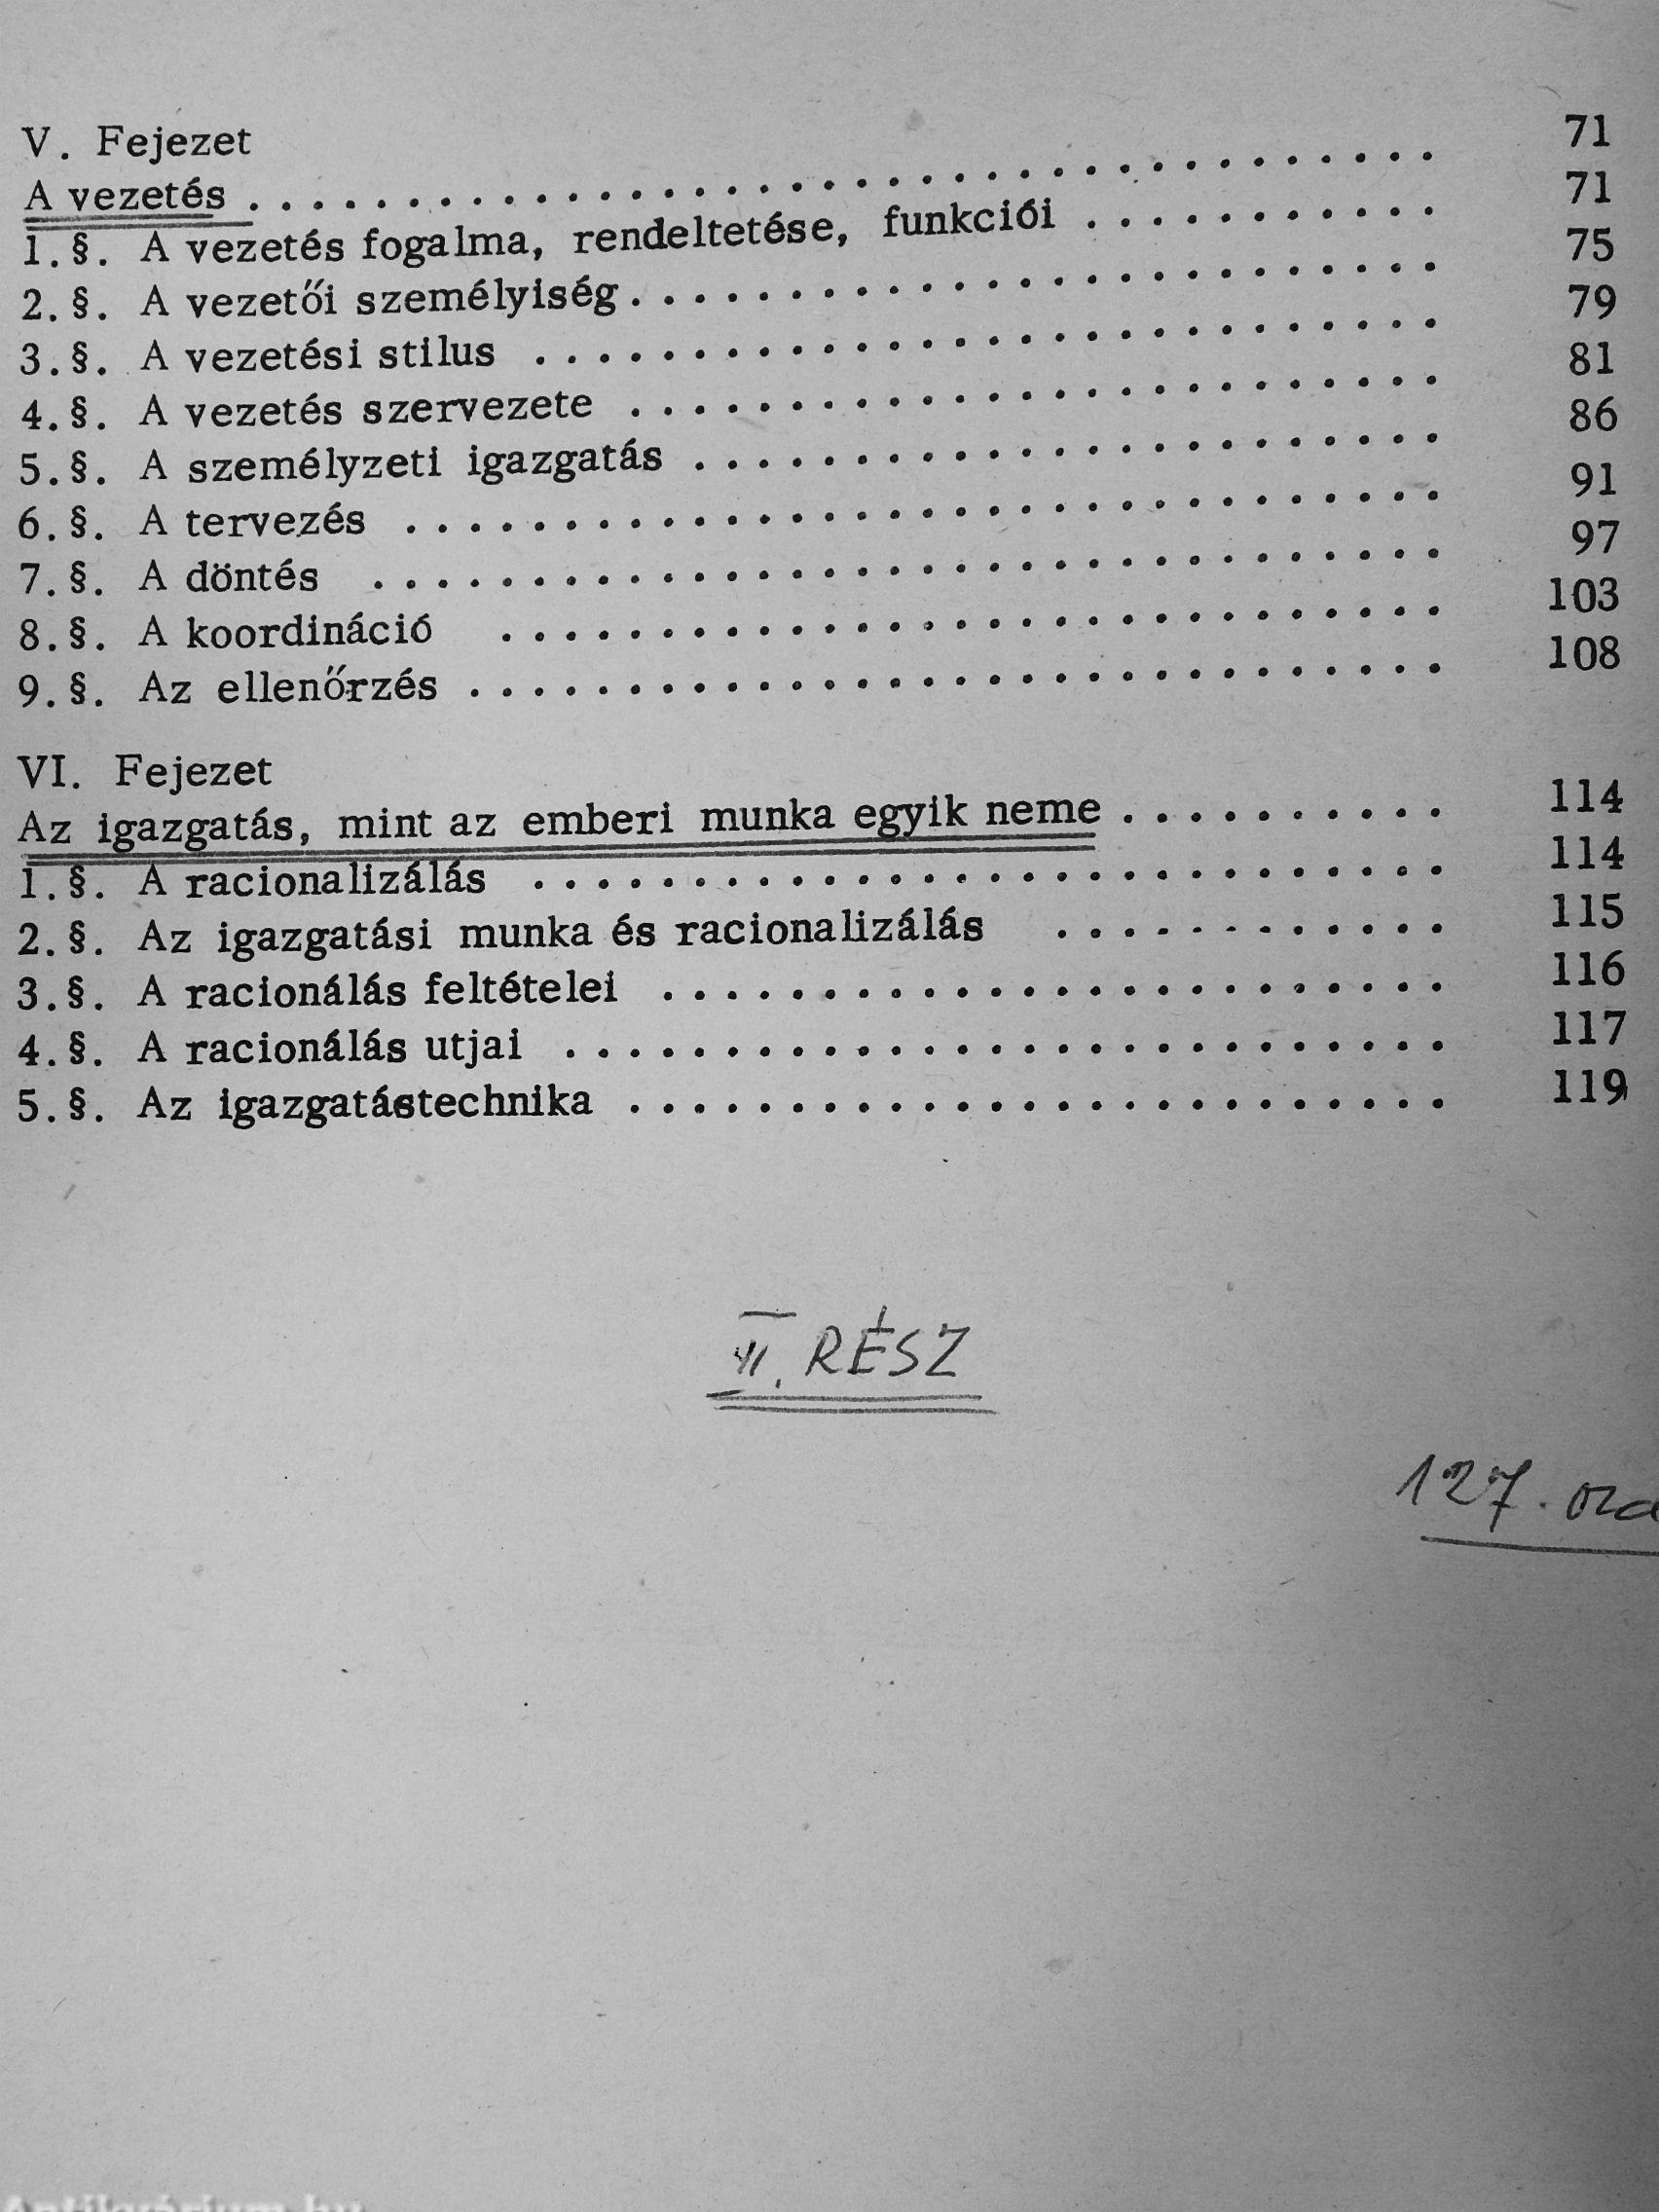 V. Fejezet
A vezetés . . . . . . . . . . . . . . . . . . . . . . . . . . . . . . . . . . . . . . 71
1.§. A vezetés fogalma, rendeltetése, funkciói . . . . . . . . . . . 71
2.§. A vezetői személyiség . . . . . . . . . . . . . . . . . . . . . . . . . . 75
3.§. A vezetési stilus . . . . . . . . . . . . . . . . . . . . . . . . . . . . . 79
4.§. A vezetés szervezete . . . . . . . . . . . . . . . . . . . . . . . . . . 81
5.§. A személyzeti igazgatás . . . . . . . . . . . . . . . . . . . . . . . . 86
6.§. A tervezés . . . . . . . . . . . . . . . . . . . . . . . . . . . . . . . . . 91
7.§. A döntés . . . . . . . . . . . . . . . . . . . . . . . . . . . . . . . . . . 97
8.§. A koordináció . . . . . . . . . . . . . . . . . . . . . . . . . . . . . . 103
9.§. Az ellenőrzés . . . . . . . . . . . . . . . . . . . . . . . . . . . . . . . 108
VI. Fejezet
Az igazgatás, mint az emberi munka egyik neme . . . . . . . . . . 114
1.§. A racionalizálás . . . . . . . . . . . . . . . . . . . . . . . . . . . . . 114
2.§. Az igazgatási munka és racionalizálás . . . . . . . . . . . . 115
3.§. A racionálás feltételei . . . . . . . . . . . . . . . . . . . . . . . . . 116
4.§. A racionálás utjai . . . . . . . . . . . . . . . . . . . . . . . . . . . . 117
5.§. Az igazgatástechnika . . . . . . . . . . . . . . . . . . . . . . . . . . 119
II. RÉSZ
127.